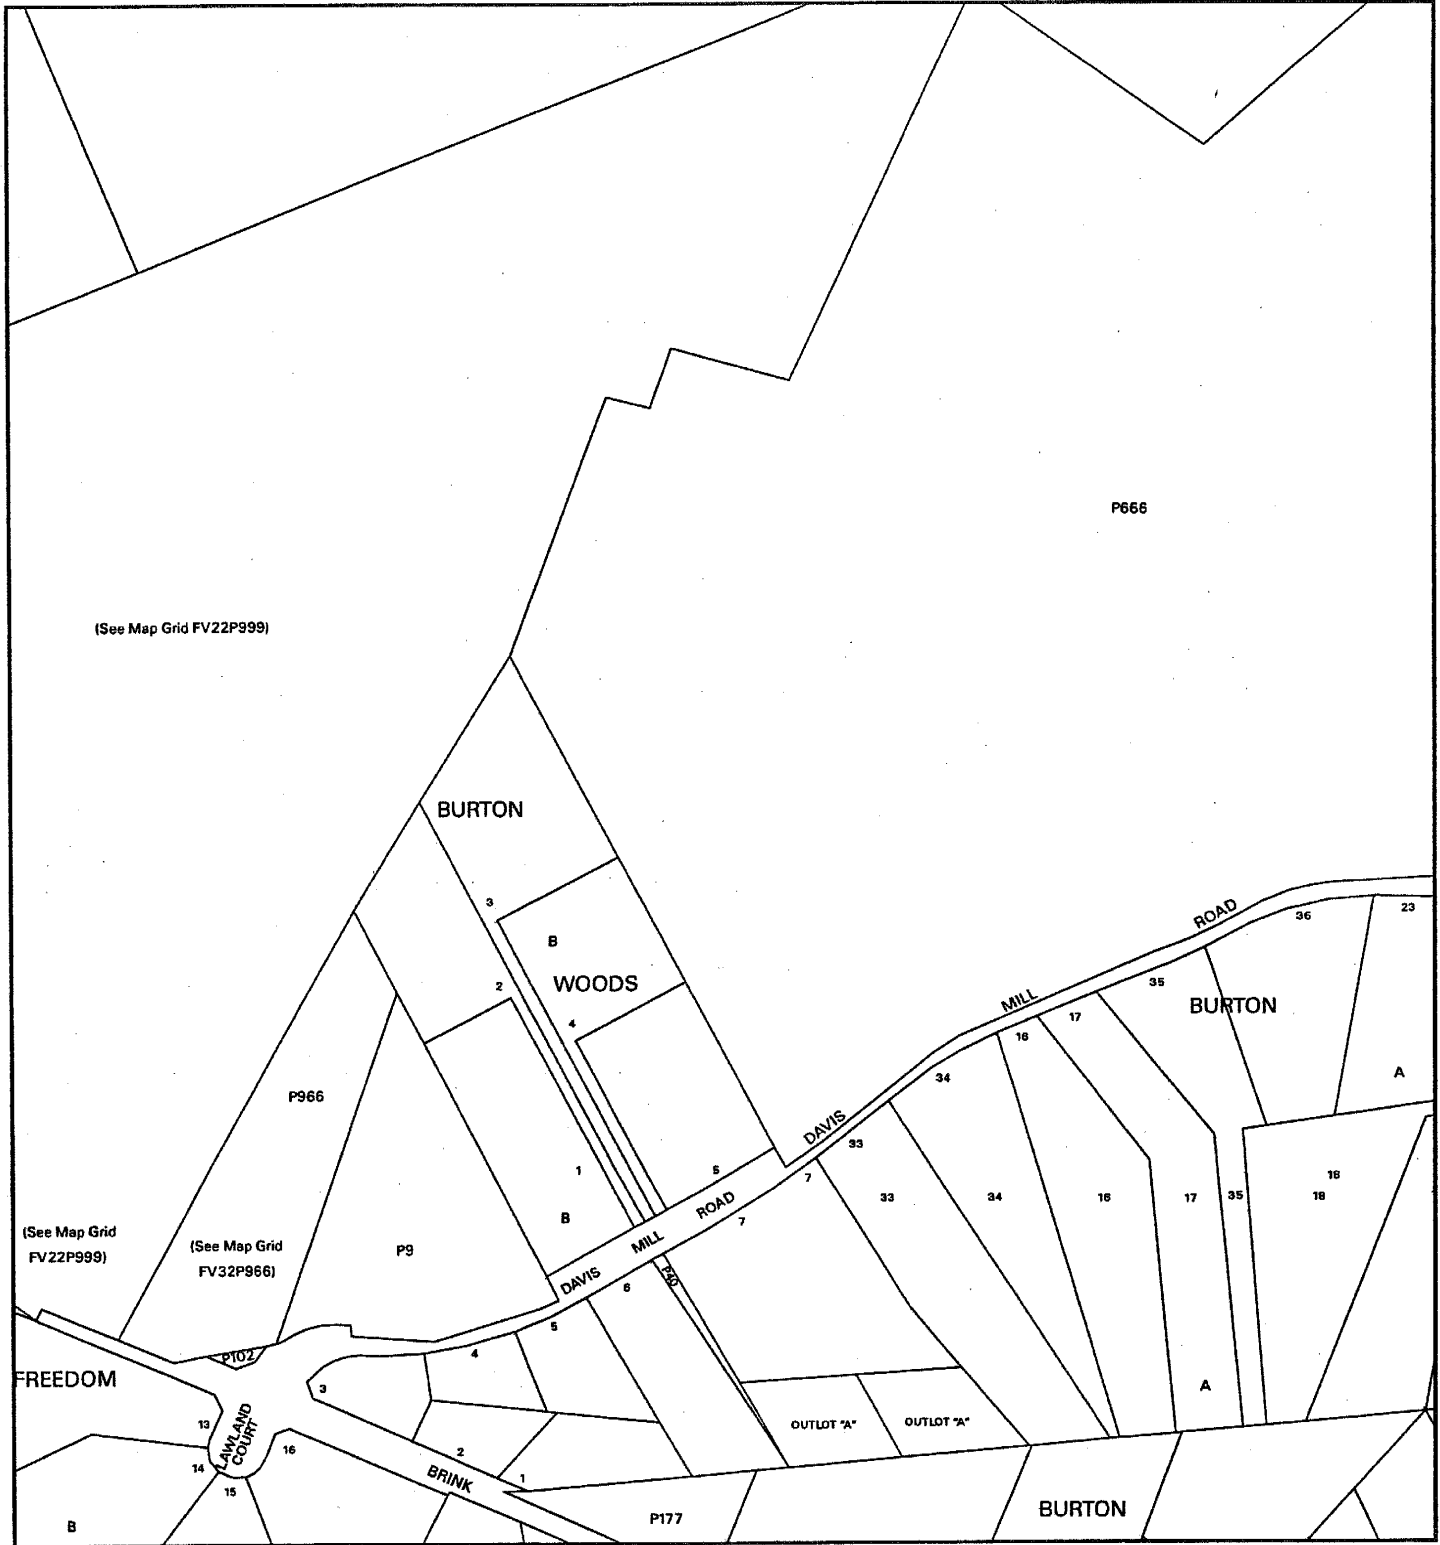 P666
(See Map Grid FV22P999)
BURTON
3
B
WOODS
2
4
ROAD
36
23
35
MILL
17
BURTON
16
34
A
P966
DAVIS
33
1
5
7
33
34
16
17
35
18
18
B
ROAD
7
(See Map Grid
FV22P999)
(See Map Grid
FV32P966)
P9
MILL
DAVIS
P40
6
5
4
P102
FREEDOM
3
A
13
LAWLAND
COURT
OUTLOT "A"
OUTLOT "A"
16
2
14
BRINK
1
15
BURTON
P177
B